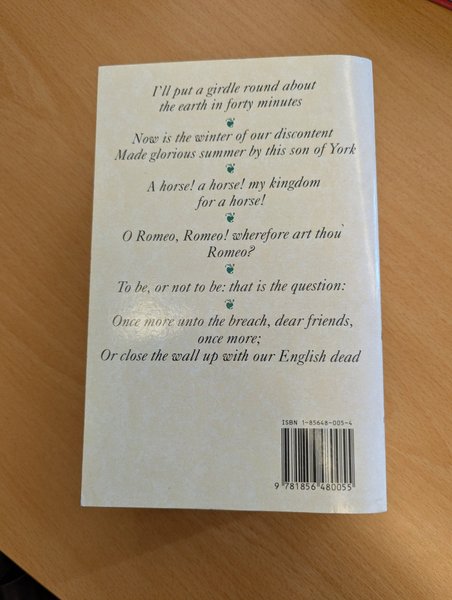 I'll put a girdle round about
the earth in forty minutes
Now is the winter of our discontent
Made glorious summer by this son of York
A horse! a horse! my kingdom
for a horse!
O Romeo, Romeo! wherefore art thou
Romeo?
To be, or not to be: that is the question:
Once more unto the breach, dear friends,
once more;
Or close the wall up with our English dead
ISBN 1-85648-005-4
9 781856 480055